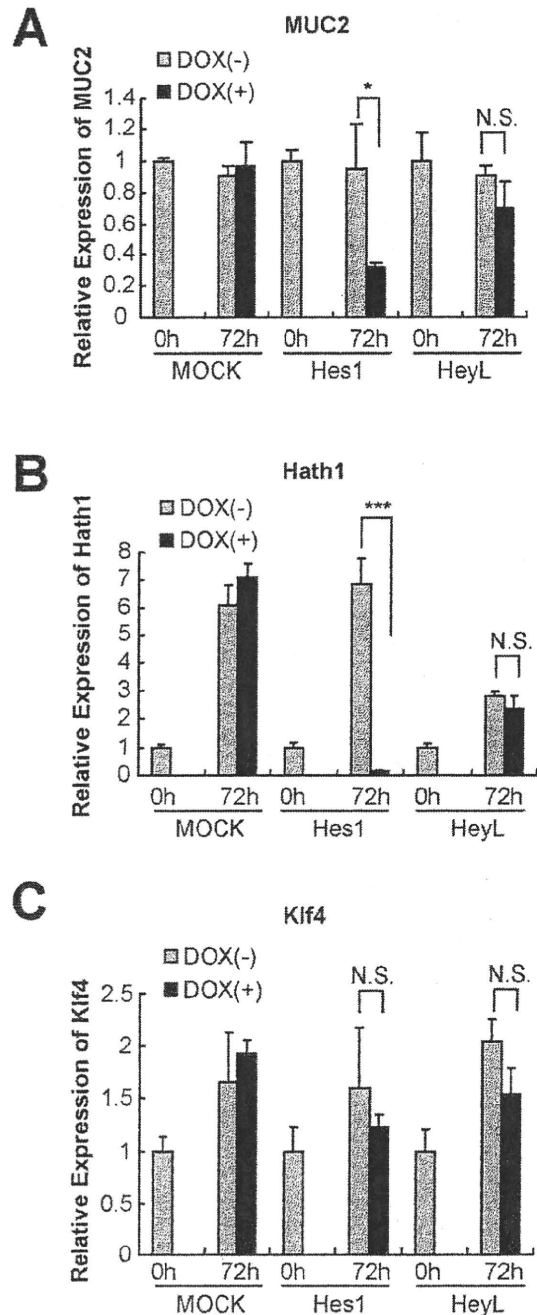 A
MUC2
DOX(-)
DOX(+)
*
N.S.
Relative Expression of MUC2
1.4
1.2
1
0.8
0.6
0.4
0.2
0
0h 72h 0h 72h 0h 72h
MOCK Hes1 HeyL
B
Hath1
DOX(-)
DOX(+)
***
N.S.
Relative Expression of Hath1
8
7
6
5
4
3
2
1
0
0h 72h 0h 72h 0h 72h
MOCK Hes1 HeyL
C
Klf4
DOX(-)
DOX(+)
N.S.
N.S.
Relative Expression of Klf4
2.5
2
1.5
1
0.5
0
0h 72h 0h 72h 0h 72h
MOCK Hes1 HeyL